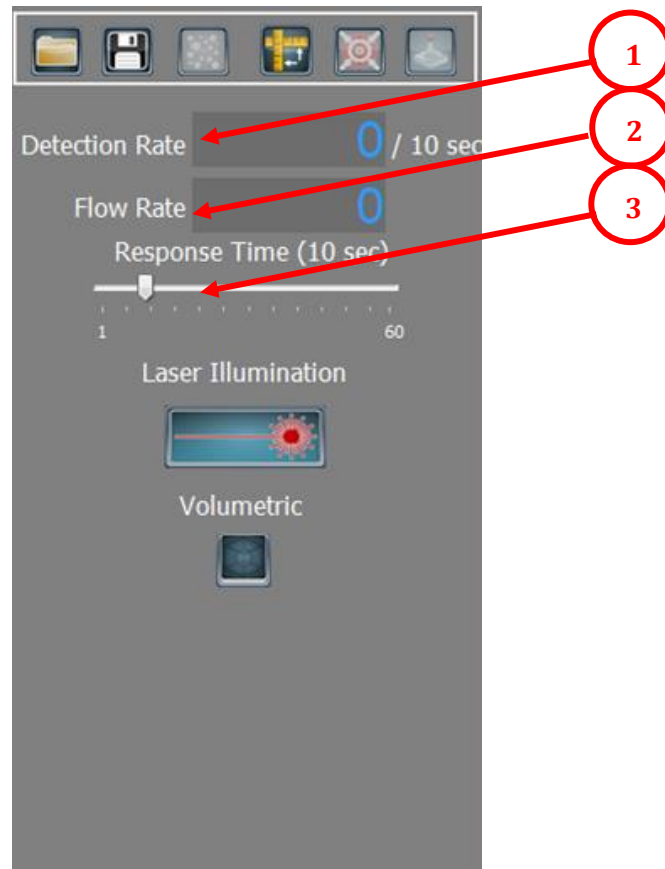 1
Detection Rate 0 / 10 sec
2
Flow Rate 0
3
Response Time (10 sec)
1 60
Laser Illumination
Volumetric